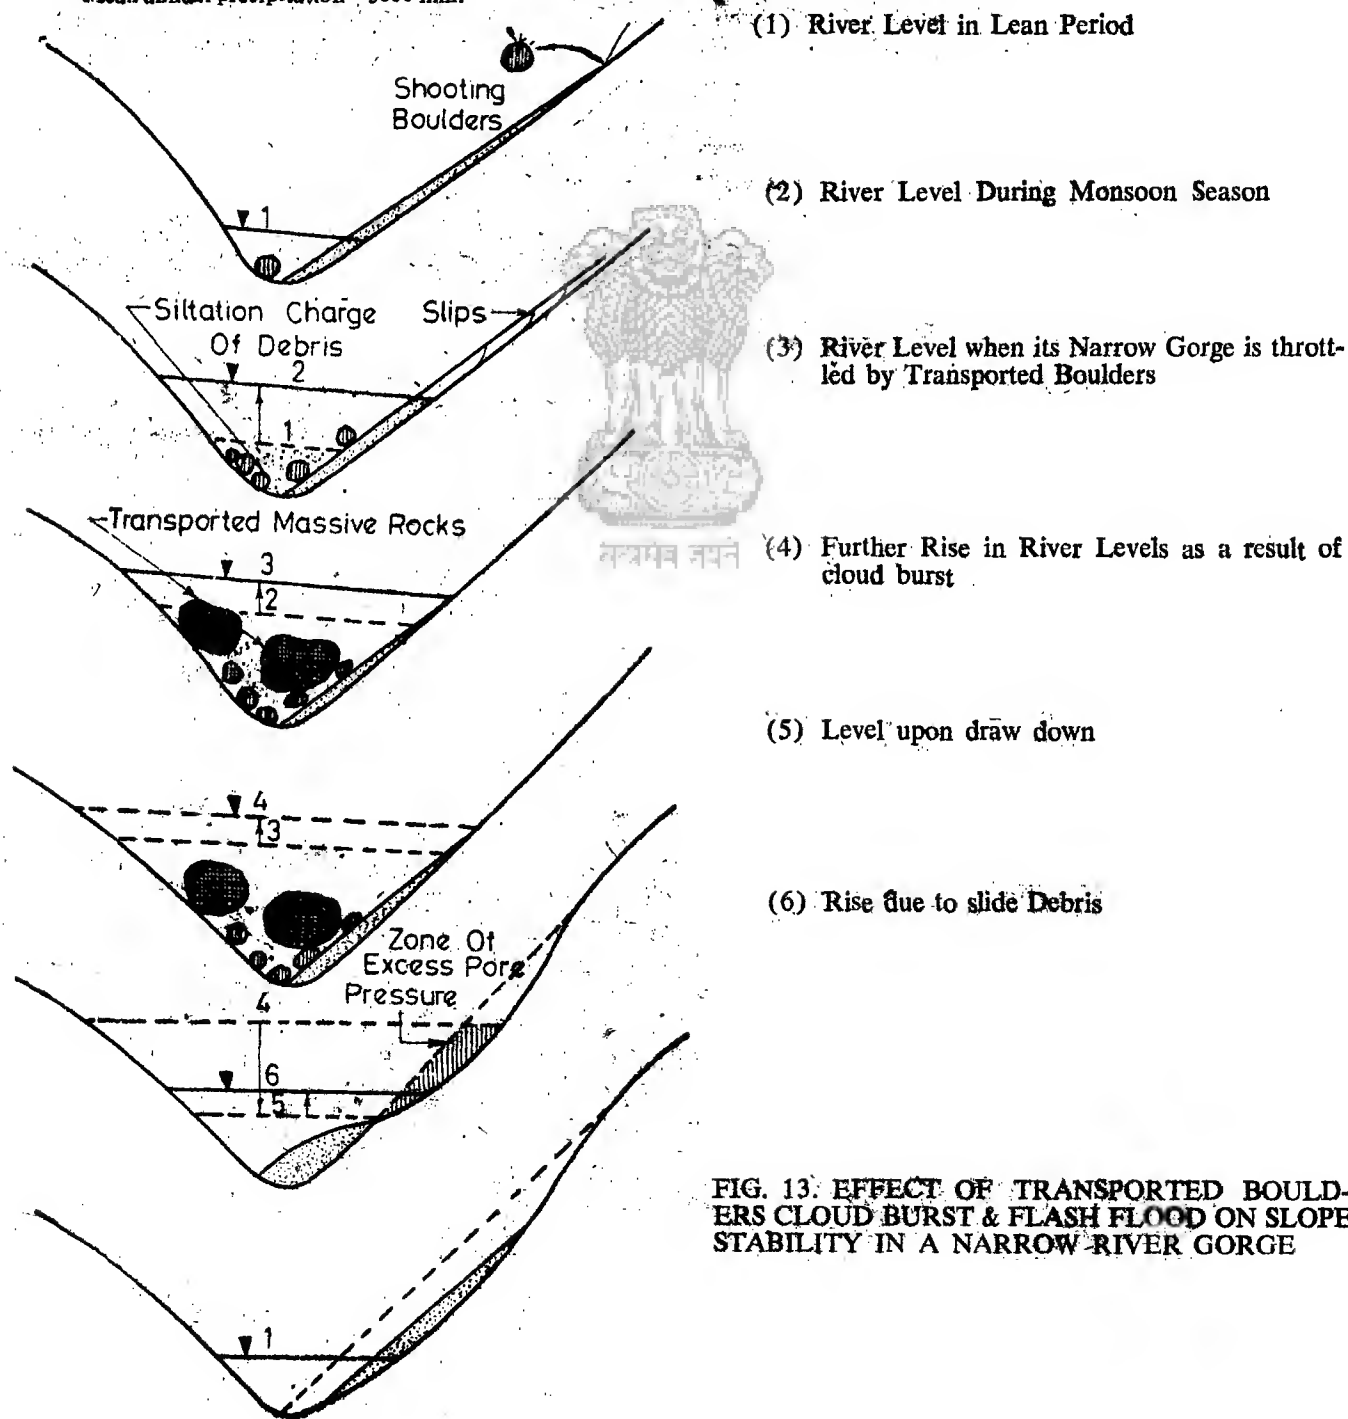 (1) River Level in Lean Period
Shooting
Boulders
1
(2) River Level During Monsoon Season
Siltation Charge
Of Debris
Slips
2
1
(3) River Level when its Narrow Gorge is thrott-
led by Transported Boulders
Transported Massive Rocks
3
2
(4) Further Rise in River Levels as a result of
cloud burst
(5) Level upon draw down
4
3
(6) Rise due to slide Debris
Zone Of
Excess Pore
Pressure
4
6
5
FIG. 13. EFFECT OF TRANSPORTED BOULD-
ERS CLOUD BURST & FLASH FLOOD ON SLOPE
STABILITY IN A NARROW RIVER GORGE
1